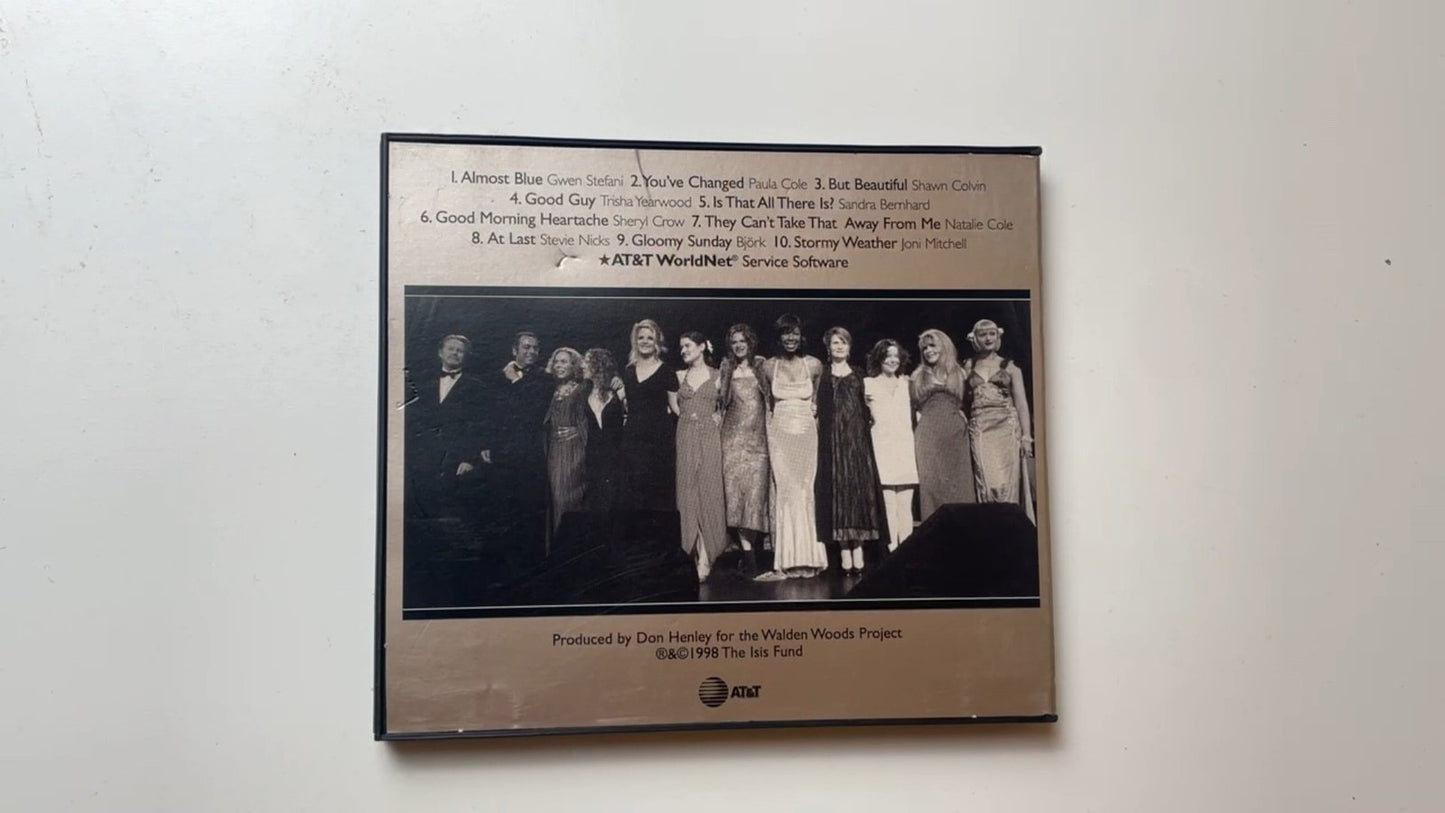 1. Almost Blue Gwen Stefani 2. You've Changed Paula Cole 3. But Beautiful Shawn Colvin
4. Good Guy Trisha Yearwood 5. Is That All There Is? Sandra Bernhard
6. Good Morning Heartache Sheryl Crow 7. They Can't Take That Away From Me Natalie Cole
8. At Last Stevie Nicks 9. Gloomy Sunday Björk 10. Stormy Weather Joni Mitchell
★AT&T WorldNet® Service Software
Produced by Don Henley for the Walden Woods Project
®&©1998 The Isis Fund
AT&T